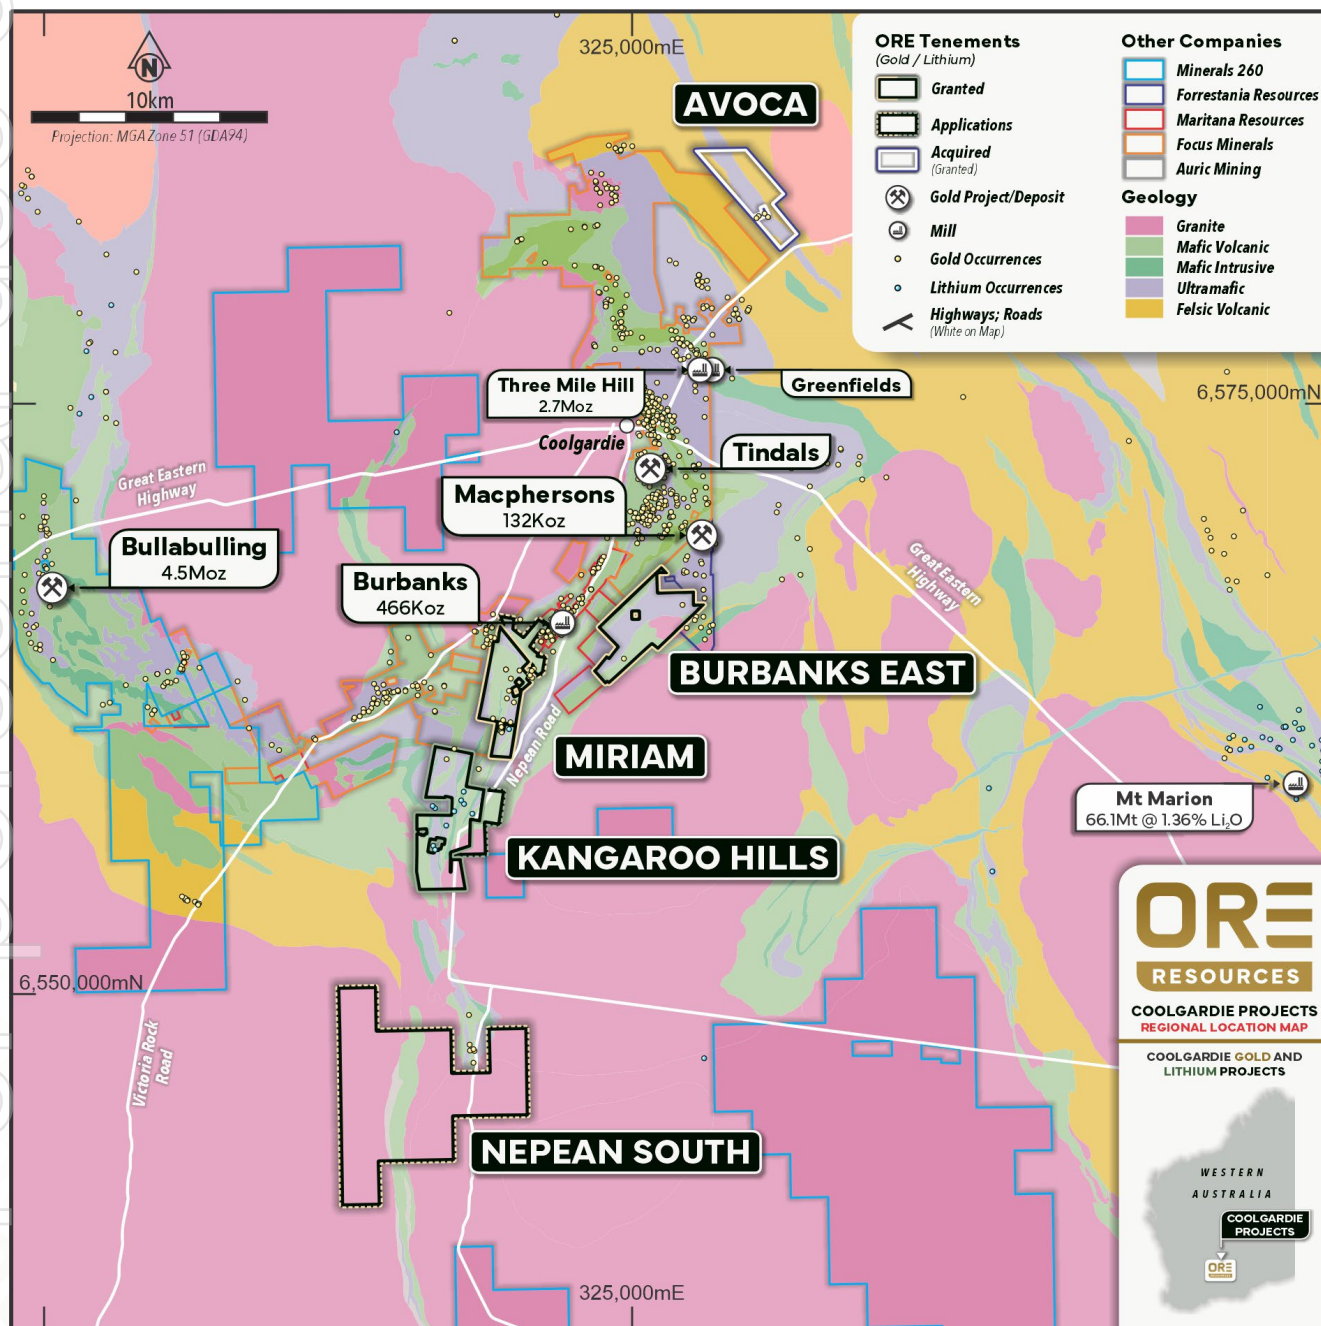 325,000mE
N
10km
Projection: MGA Zone 51 (GDA94)
AVOCA
ORE Tenements
(Gold / Lithium)
Granted
Applications
Acquired
(Granted)
Gold Project/Deposit
Mill
Gold Occurrences
Lithium Occurrences
Highways; Roads
(White on Map)
Other Companies
Minerals 260
Forrestania Resources
Maritana Resources
Focus Minerals
Auric Mining
Geology
Granite
Mafic Volcanic
Mafic Intrusive
Ultramafic
Felsic Volcanic
Three Mile Hill
2.7Moz
Greenfields
6,575,000mN
Coolgardie
Tindals
Great Eastern
Highway
Macphersons
132Koz
Bullabulling
4.5Moz
Great Eastern
Highway
Burbanks
466Koz
BURBANKS EAST
Nepean Road
MIRIAM
Mt Marion
66.1Mt @ 1.36% Li₂O
KANGAROO HILLS
6,550,000mN
Victoria Rock
Road
NEPEAN SOUTH
325,000mE
ORE
RESOURCES
COOLGARDIE PROJECTS
REGIONAL LOCATION MAP
COOLGARDIE GOLD AND
LITHIUM PROJECTS
WESTERN
AUSTRALIA
COOLGARDIE
PROJECTS
ORE